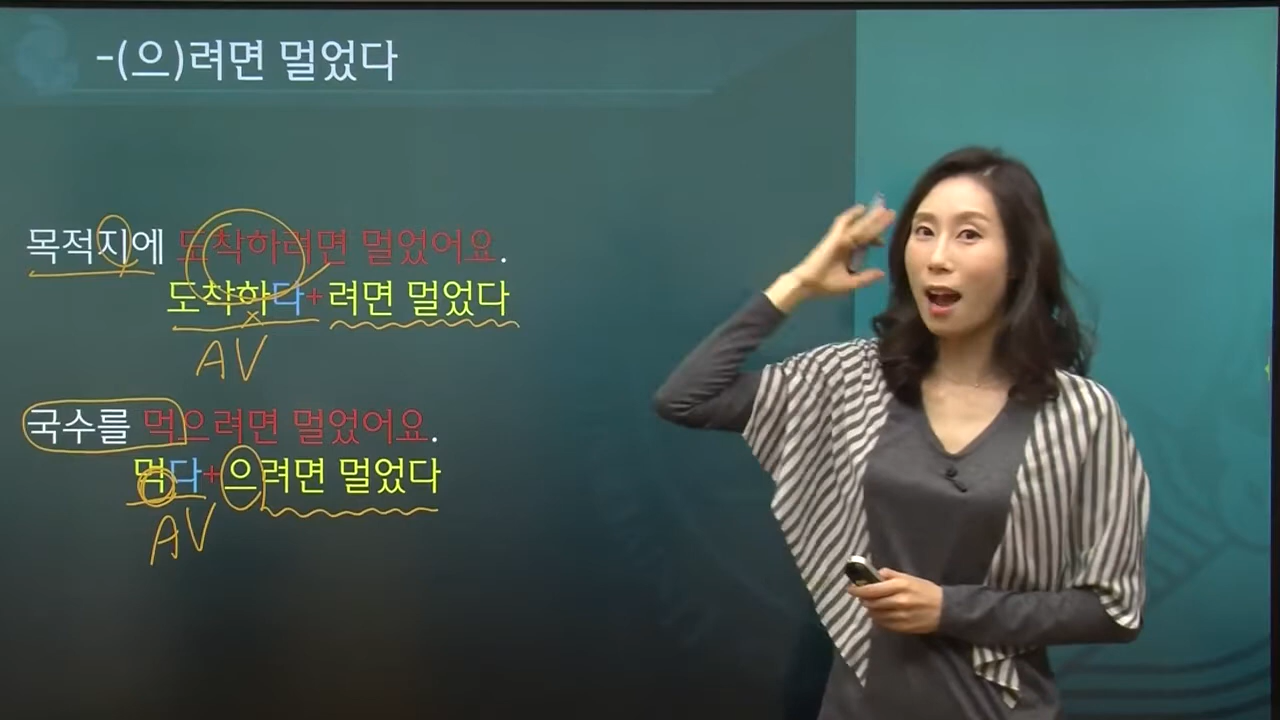 -(으)려면 멀었다
목적지에 도착하려면 멀었어요.
도착하다+려면 멀었다
AV
국수를 먹으려면 멀었어요.
먹다+으려면 멀었다
AV